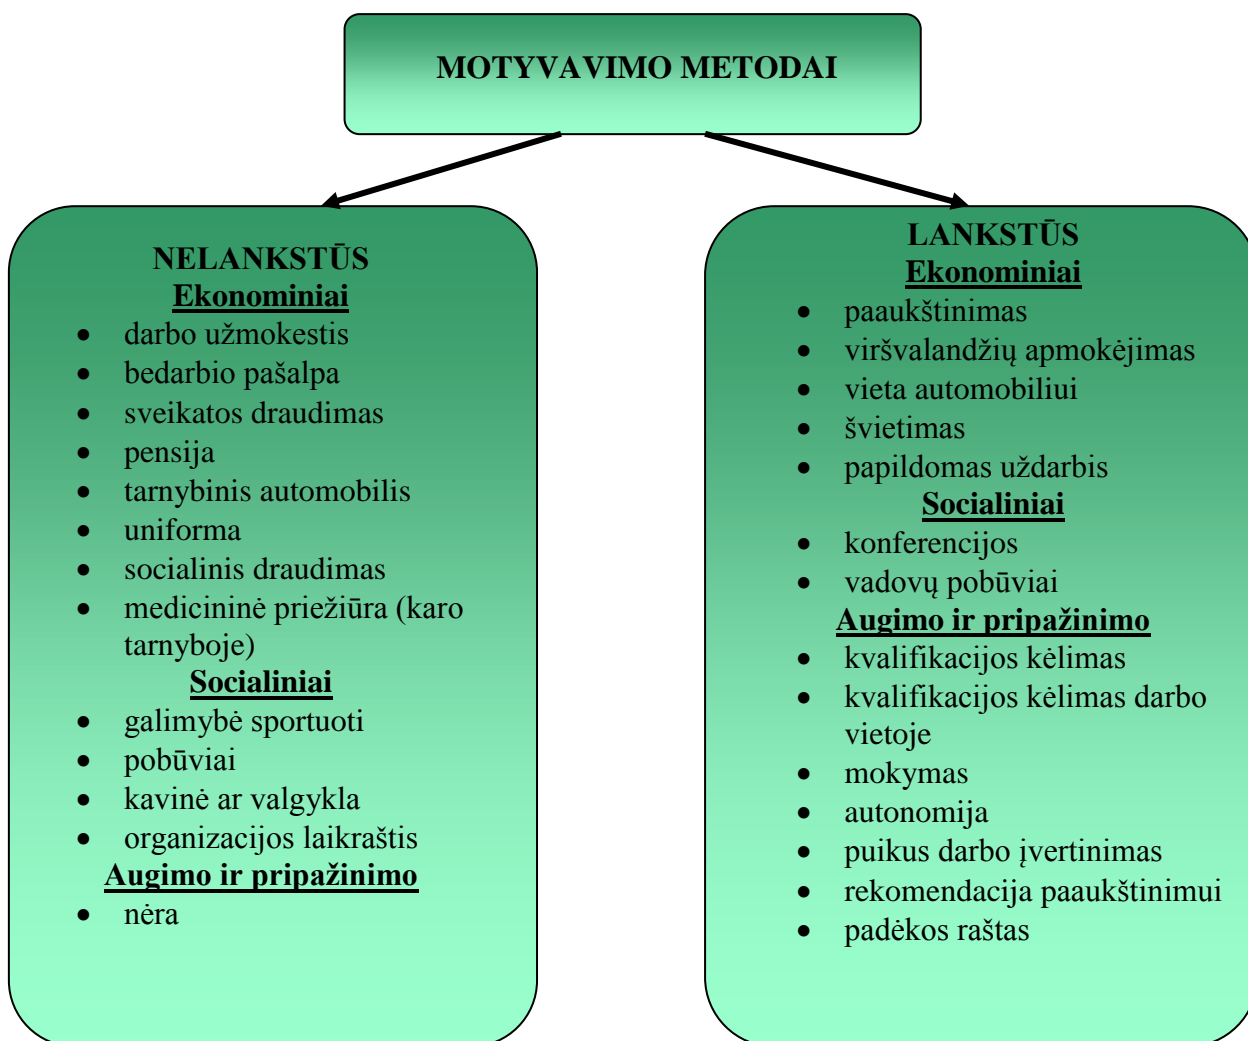 MOTYVAVIMO METODAI
NELANKSTŪS
Ekonominiai
• darbo užmokestis
• bedarbio pašalpa
• sveikatos draudimas
• pensija
• tarnybinis automobilis
• uniforma
• socialinis draudimas
• medicininė priežiūra (karo
tarnyboje)
Socialiniai
• galimybė sportuoti
• pobūviai
• kavinė ar valgykla
• organizacijos laikraštis
Augimo ir pripažinimo
• nėra
LANKSTŪS
Ekonominiai
• paaukštinimas
• viršvalandžių apmokėjimas
• vieta automobiliui
• švietimas
• papildomas uždarbis
Socialiniai
• konferencijos
• vadovų pobūviai
Augimo ir pripažinimo
• kvalifikacijos kėlimas
• kvalifikacijos kėlimas darbo
vietoje
• mokymas
• autonomija
• puikus darbo įvertinimas
• rekomendacija paaukštinimui
• padėkos raštas